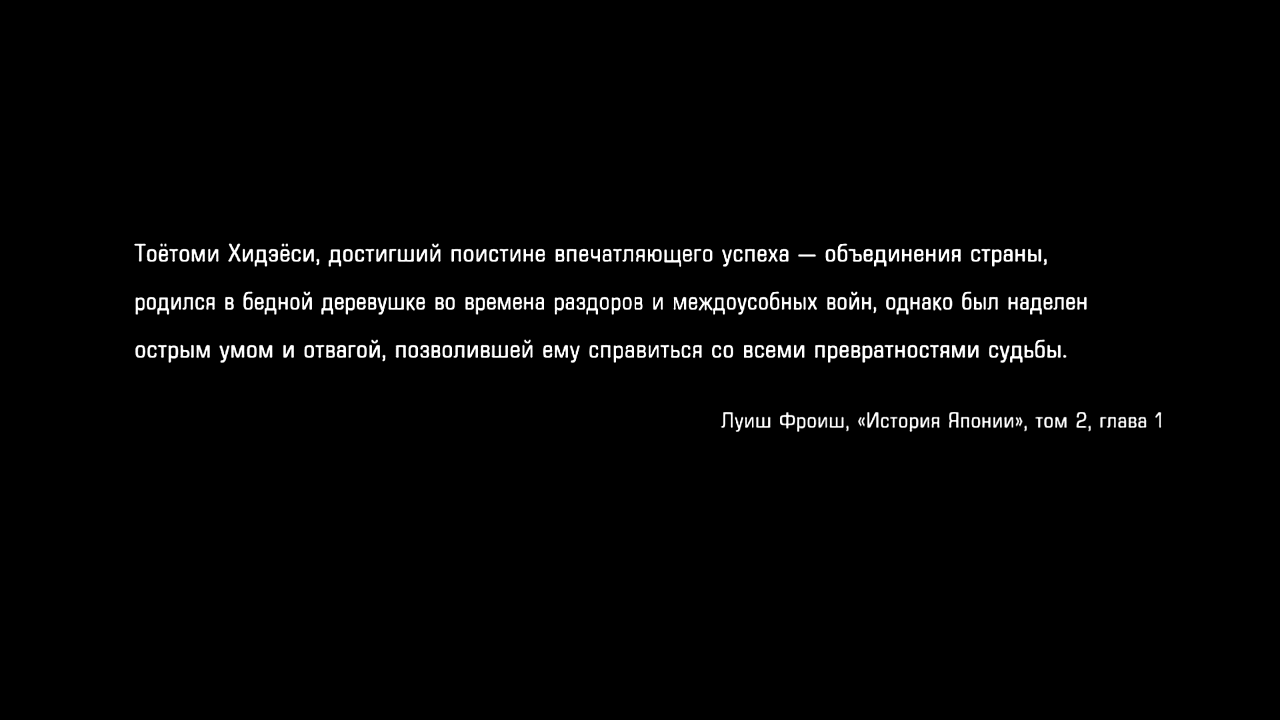 Тоётоми Хидэёси, достигший поистине впечатляющего успеха — объединения страны,
родился в бедной деревушке во времена раздоров и междоусобных войн, однако был наделен
острым умом и отвагой, позволившей ему справиться со всеми превратностями судьбы.
Луиш Фроиш, «История Японии», том 2, глава 1